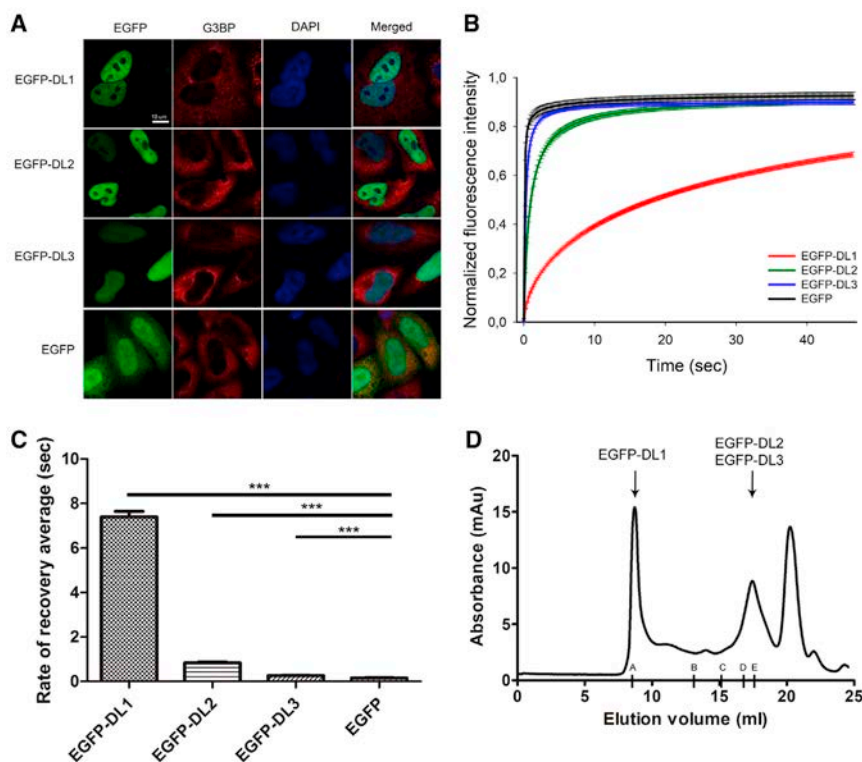 A
EGFP G3BP DAPI Merged
EGFP-DL1
10 um
EGFP-DL2
EGFP-DL3
EGFP
B
Normalized fluorescence intensity
1,0
0,8
0,6
0,4
0,2
0,0
EGFP-DL1
EGFP-DL2
EGFP-DL3
EGFP
0 10 20 30 40
Time (sec)
C
Rate of recovery average (sec)
10
8
6
4
2
0
***
***
***
EGFP-DL1 EGFP-DL2 EGFP-DL3 EGFP
D
EGFP-DL1
EGFP-DL2
EGFP-DL3
Absorbance (mAu)
20
15
10
5
0
A B C D E
0 5 10 15 20 25
Elution volume (ml)